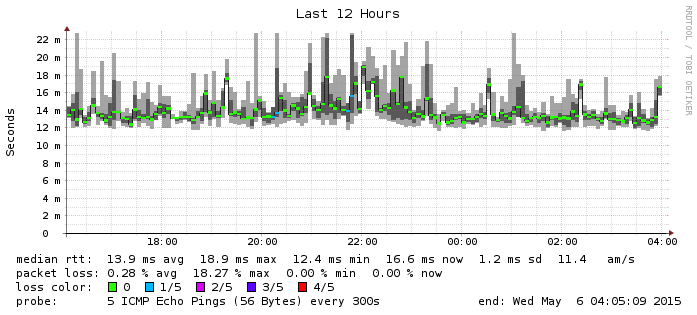 Last 12 Hours
RRDTOOL / TOBI OETIKER
Seconds
22 m
20 m
18 m
16 m
14 m
12 m
10 m
8 m
6 m
4 m
2 m
0
18:00 20:00 22:00 00:00 02:00 04:00
median rtt: 13.9 ms avg 18.9 ms max 12.4 ms min 16.6 ms now 1.2 ms sd 11.4 am/s
packet loss: 0.28 % avg 18.27 % max 0.00 % min 0.00 % now
loss color: 0 1/5 2/5 3/5 4/5
probe: 5 ICMP Echo Pings (56 Bytes) every 300s end: Wed May 6 04:05:09 2015